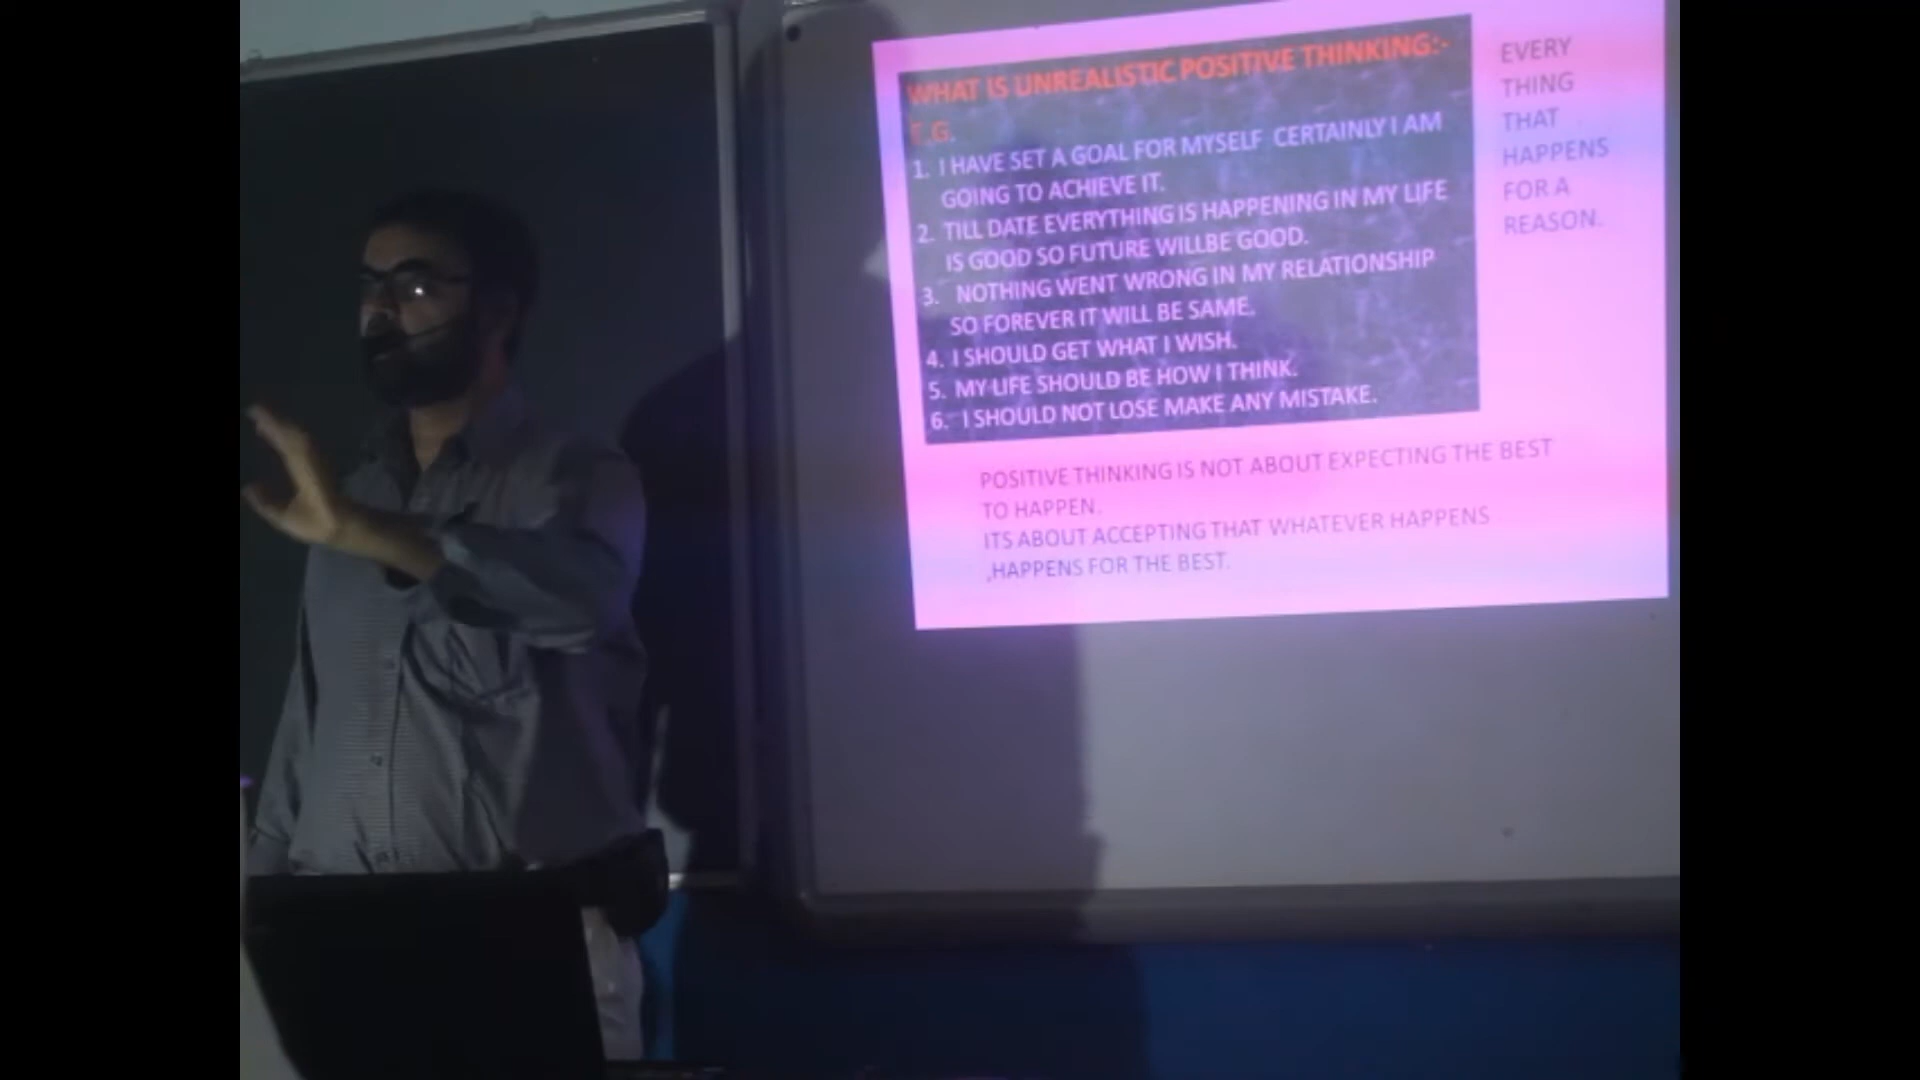 WHAT IS UNREALISTIC POSITIVE THINKING:-
E.G.
1. I HAVE SET A GOAL FOR MYSELF CERTAINLY I AM
GOING TO ACHIEVE IT.
2. TILL DATE EVERYTHING IS HAPPENING IN MY LIFE
IS GOOD SO FUTURE WILLBE GOOD.
3. NOTHING WENT WRONG IN MY RELATIONSHIP
SO FOREVER IT WILL BE SAME.
4. I SHOULD GET WHAT I WISH.
5. MY LIFE SHOULD BE HOW I THINK.
6. I SHOULD NOT LOSE MAKE ANY MISTAKE.
EVERY
THING
THAT
HAPPENS
FOR A
REASON.
POSITIVE THINKING IS NOT ABOUT EXPECTING THE BEST
TO HAPPEN.
ITS ABOUT ACCEPTING THAT WHATEVER HAPPENS
,HAPPENS FOR THE BEST.